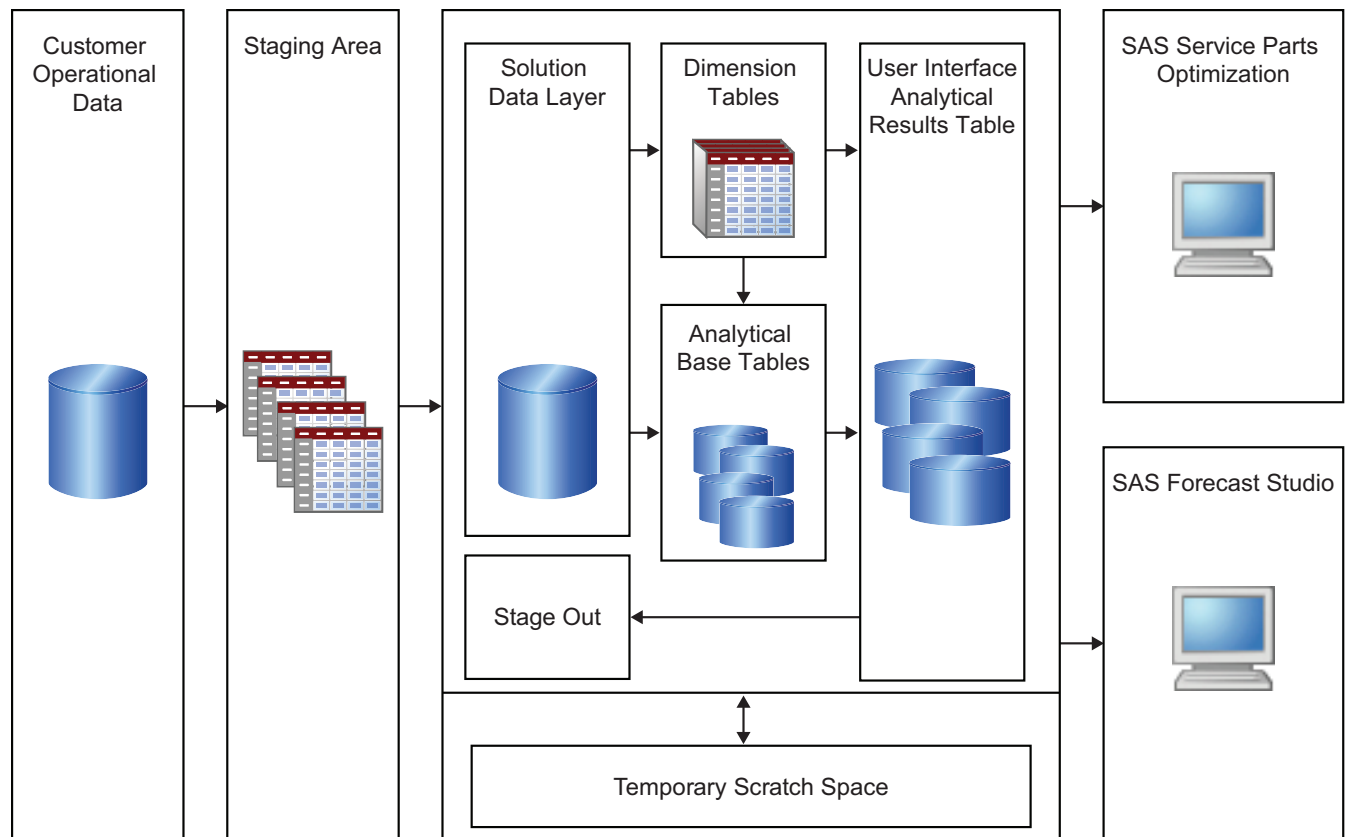 Customer
Operational
Data
Staging Area
Solution
Data Layer
Dimension
Tables
User Interface
Analytical
Results Table
SAS Service Parts
Optimization
Analytical
Base Tables
SAS Forecast Studio
Stage Out
Temporary Scratch Space